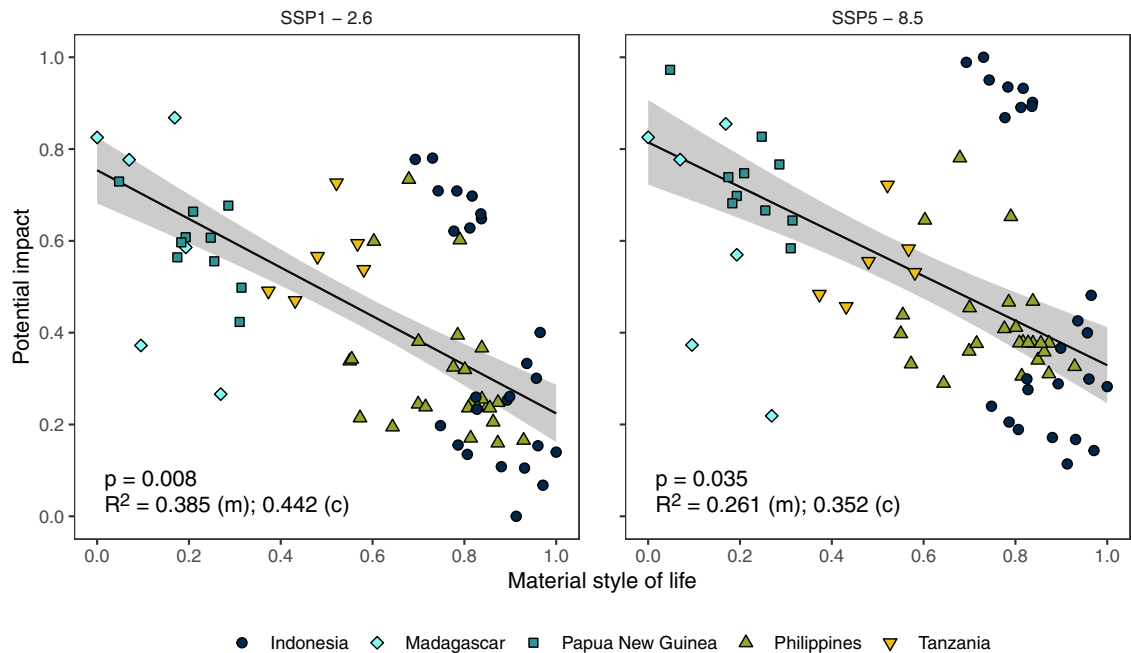 SSP1 − 2.6
SSP5 − 8.5
Potential impact
1.0
0.8
0.6
0.4
0.2
0.0
p = 0.008
R² = 0.385 (m); 0.442 (c)
p = 0.035
R² = 0.261 (m); 0.352 (c)
0.0 0.2 0.4 0.6 0.8 1.0
0.0 0.2 0.4 0.6 0.8 1.0
Material style of life
Indonesia Madagascar Papua New Guinea Philippines Tanzania